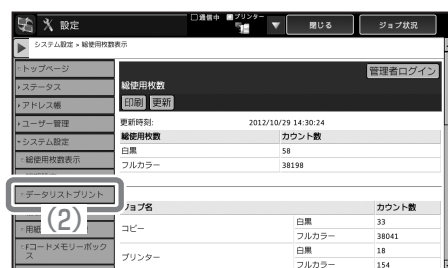 設定
通信中 プリンター
閉じる
ジョブ状況
システム設定 ▸ 総使用枚数表示
トップページ
ステータス
アドレス帳
ユーザー管理
システム設定
総使用枚数表示
データリストプリント
(2)
用紙
Fコードメモリーボックス
管理者ログイン
総使用枚数
印刷 更新
更新時刻: 2012/10/29 14:30:24
総使用枚数 カウント数
白黒 58
フルカラー 38198
ジョブ名 カウント数
コピー 白黒 33
フルカラー 38041
プリンター 白黒 18
フルカラー 154